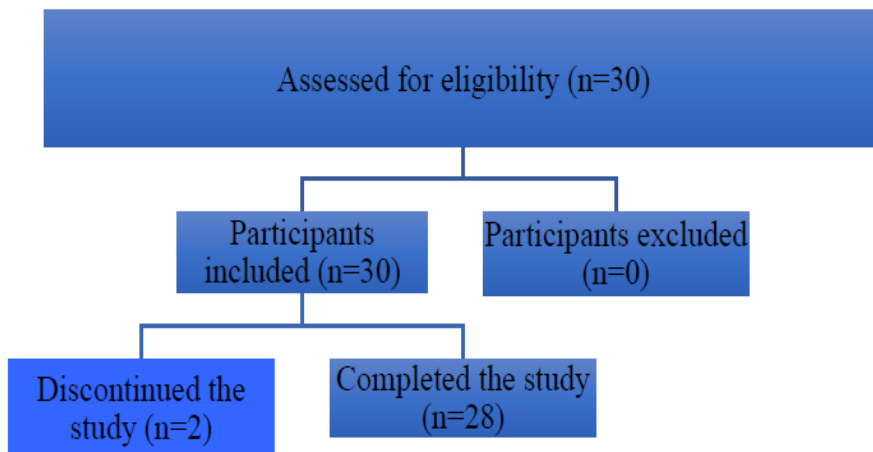 Assessed for eligibility (n=30)
Participants
included (n=30)
Participants excluded
(n=0)
Discontinued the
study (n=2)
Completed the study
(n=28)